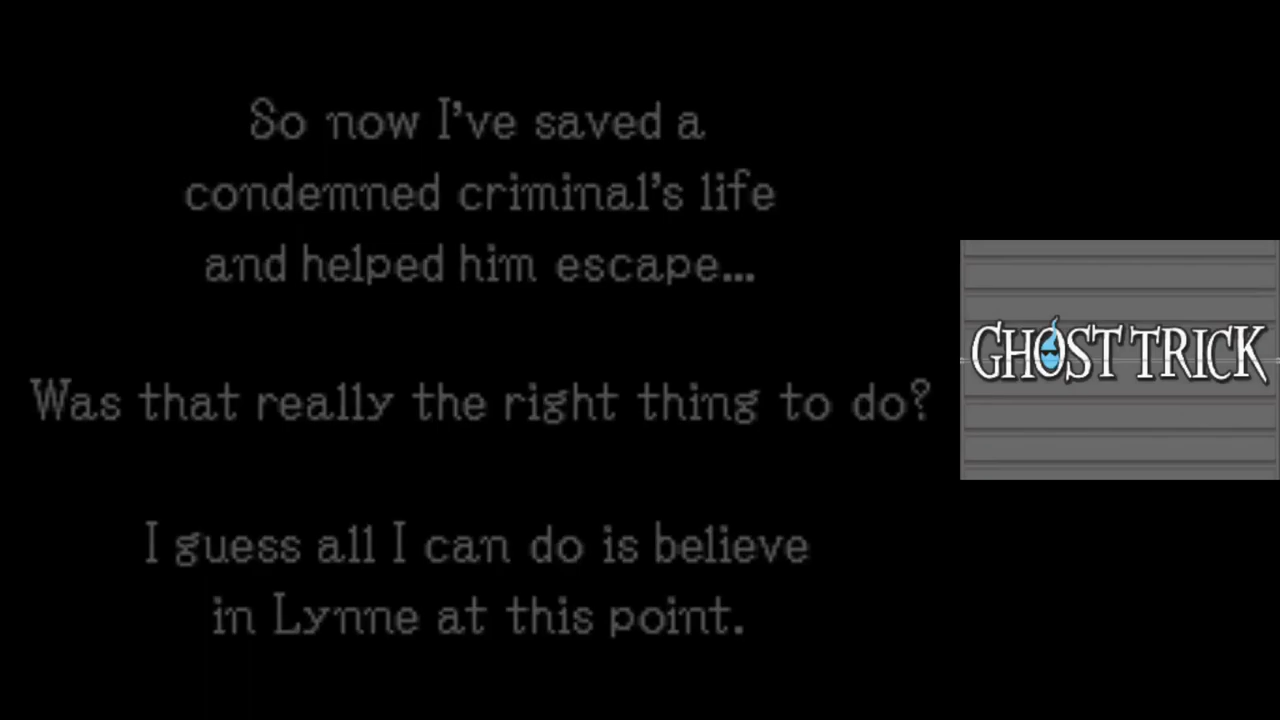 So now I've saved a
condemned criminal's life
and helped him escape...
Was that really the right thing to do?
I guess all I can do is believe
in Lynne at this point.
GHOST TRICK